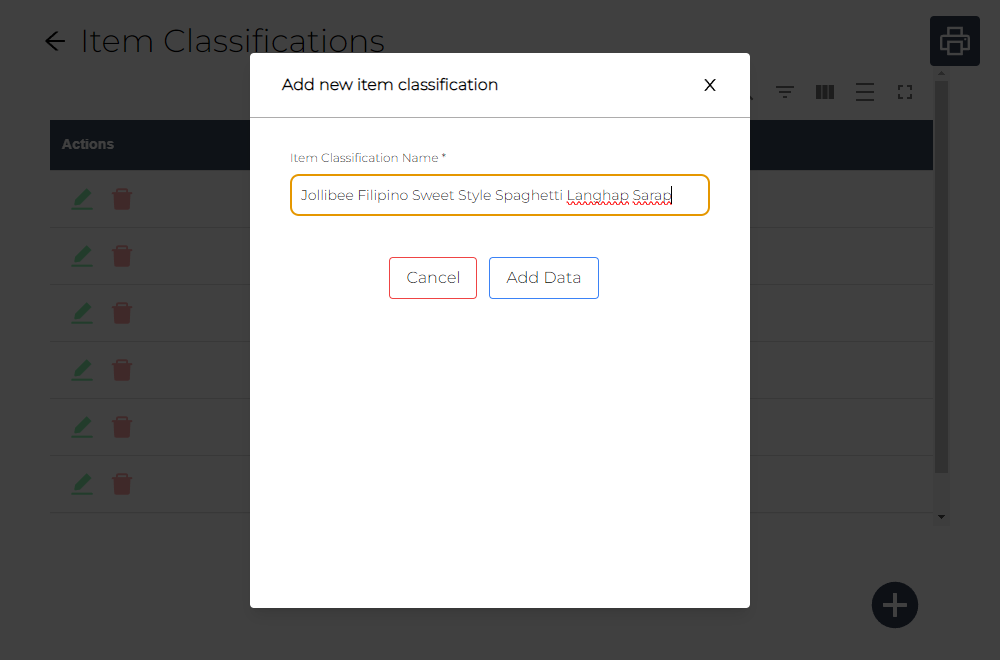 Item Classifications
Add new item classification
X
Actions
Item Classification Name *
Jollibee Filipino Sweet Style Spaghetti Langhap Sarap
Cancel
Add Data